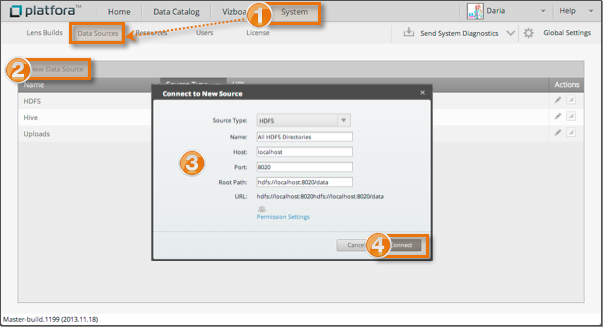 platfora™ Home Data Catalog Vizboa 1 System Daria Help
Lens Builds Data Sources Resources Users License Send System Diagnostics Global Settings
2 New Data Source
Name Source Type URL Actions
HDFS
Hive
Uploads
Connect to New Source ×
Source Type: HDFS
Name: All HDFS Directories
Host: localhost
3
Port: 8020
Root Path: hdfs://localhost:8020/data
URL: hdfs://localhost:8020hdfs://localhost:8020/data
Permission Settings
Cance 4 Connect
Master-build.1199 (2013.11.18)